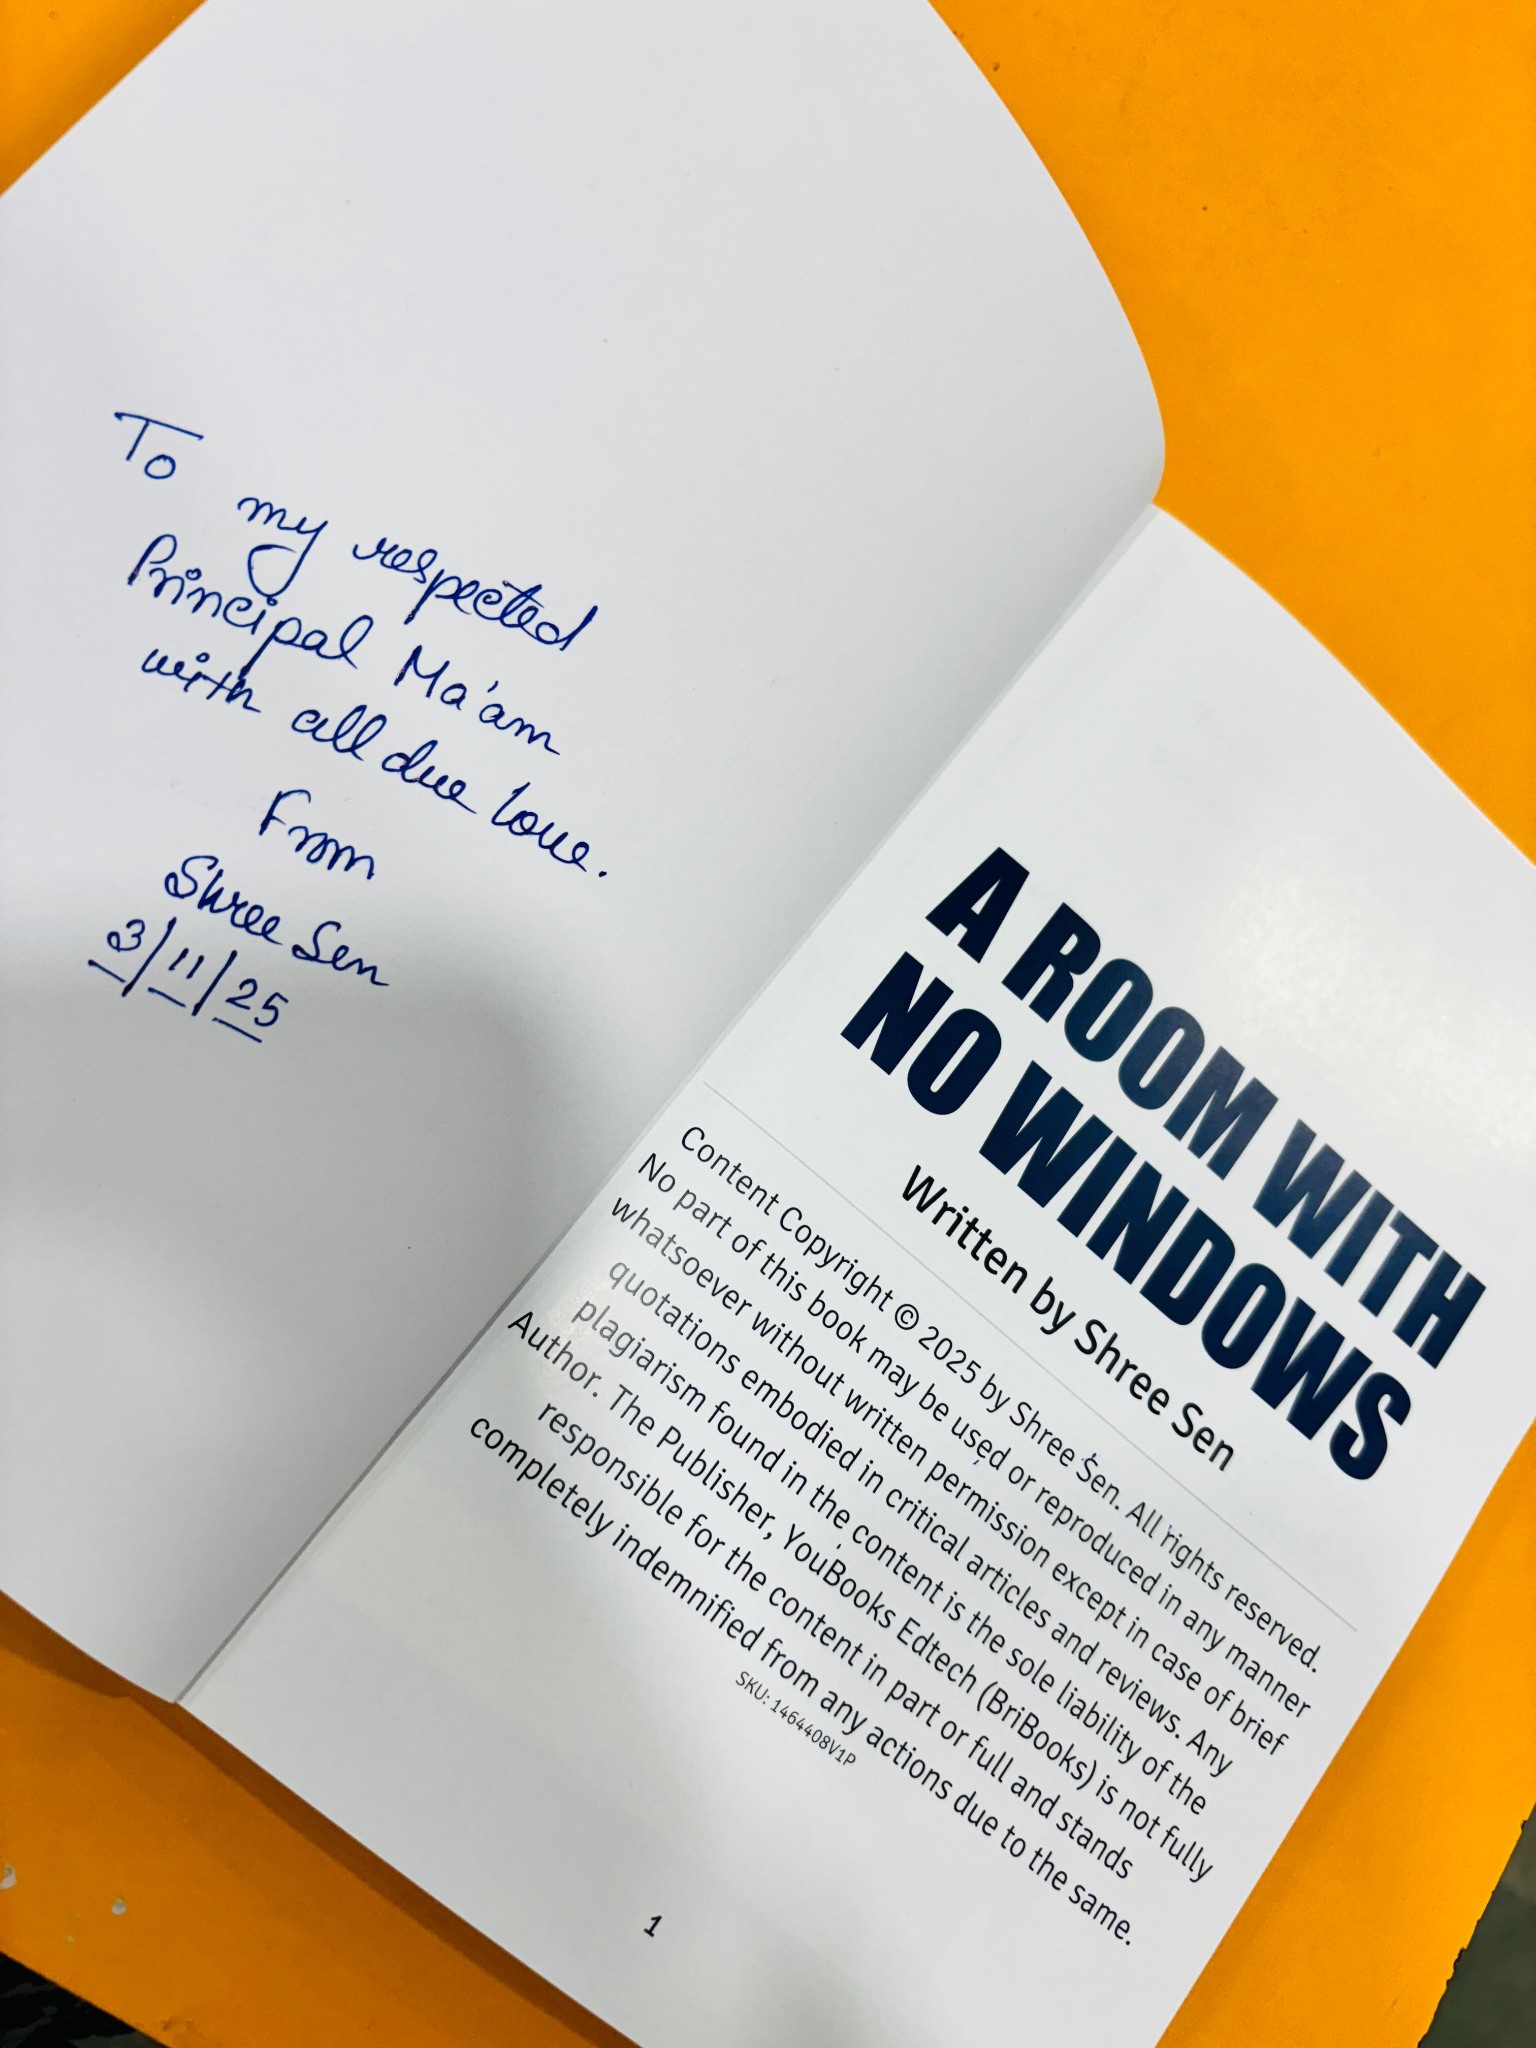 To
my respected
Principal Ma'am
with all due love.
From
Shree Sen
3/11/25
A ROOM WITH
NO WINDOWS
Written by Shree Sen
Content Copyright © 2025 by Shree Sen. All rights reserved.
No part of this book may be used or reproduced in any manner
whatsoever without written permission except in case of brief
quotations embodied in critical articles and reviews. Any
plagiarism found in the content is the sole liability of the
Author. The Publisher, YouBooks Edtech (BriBooks) is not fully
responsible for the content in part or full and stands
completely indemnified from any actions due to the same.
SKU: 1464408V1P
1